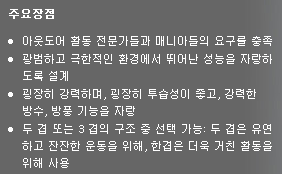 주요장점
● 아웃도어 활동 전문가들과 매니아들의 요구를 충족
● 광범하고 극한적인 환경에서 뛰어난 성능을 자랑하
도록 설계
● 굉장히 강력하며, 굉장히 투습성이 좋고, 강력한
방수, 방풍 기능을 자랑
● 두 겹 또는 3 겹의 구조 중 선택 가능: 두 겹은 유연
하고 잔잔한 운동을 위해, 한겹은 더욱 거친 활동을
위해 사용